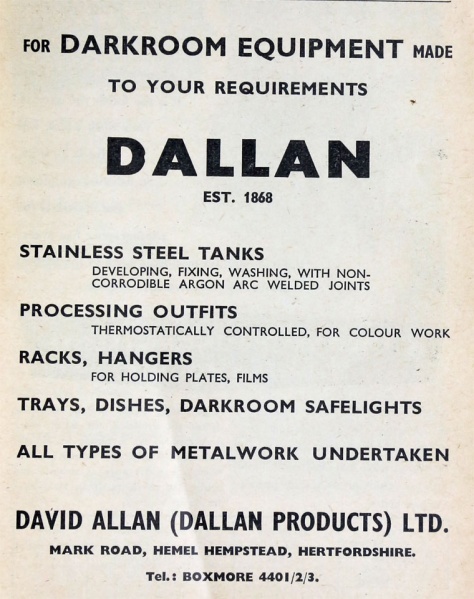 FOR DARKROOM EQUIPMENT MADE
TO YOUR REQUIREMENTS
DALLAN
EST. 1868
STAINLESS STEEL TANKS
DEVELOPING, FIXING, WASHING, WITH NON-
CORRODIBLE ARGON ARC WELDED JOINTS
PROCESSING OUTFITS
THERMOSTATICALLY CONTROLLED, FOR COLOUR WORK
RACKS, HANGERS
FOR HOLDING PLATES, FILMS
TRAYS, DISHES, DARKROOM SAFELIGHTS
ALL TYPES OF METALWORK UNDERTAKEN
DAVID ALLAN (DALLAN PRODUCTS) LTD.
MARK ROAD, HEMEL HEMPSTEAD, HERTFORDSHIRE.
Tel.: BOXMORE 4401/2/3.